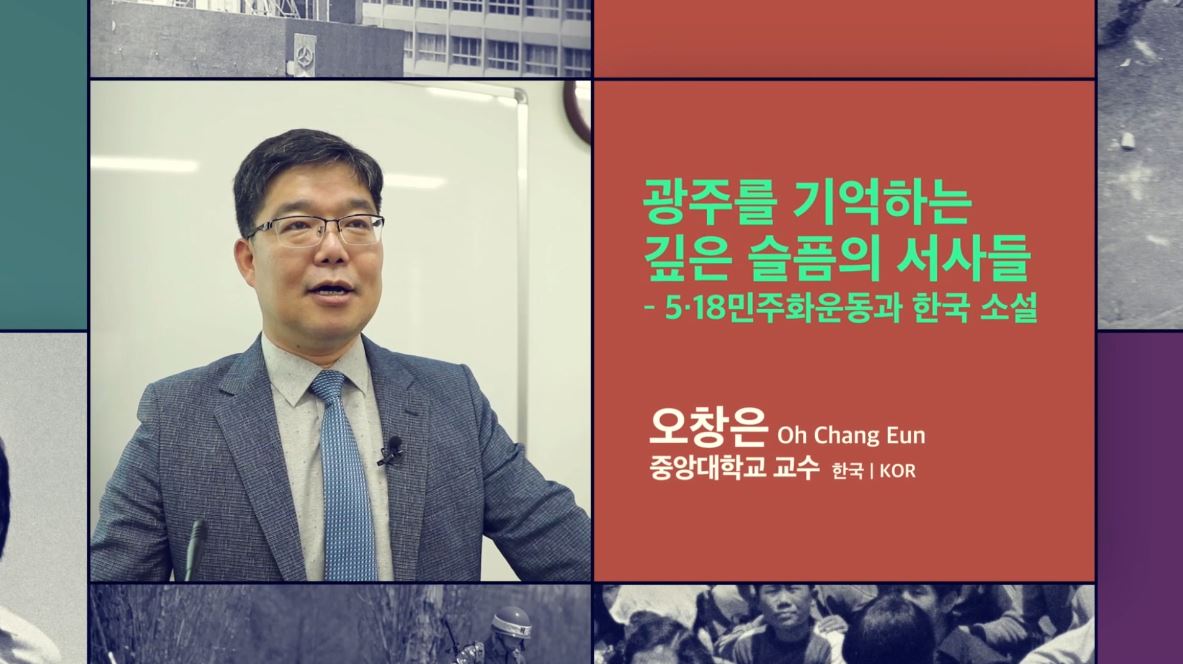 광주를 기억하는
깊은 슬픔의 서사들
- 5·18민주화운동과 한국 소설
오창은 Oh Chang Eun
중앙대학교 교수 한국 | KOR